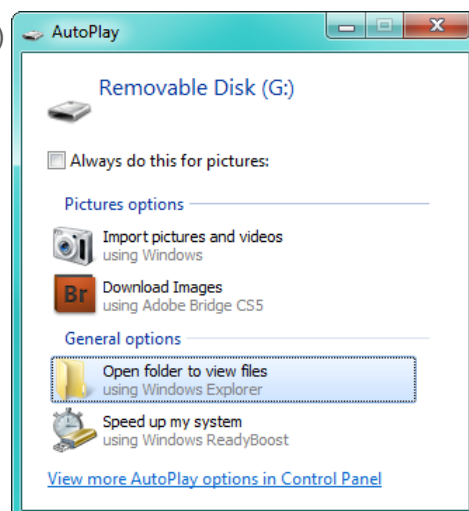 )
AutoPlay
Removable Disk (G:)
Always do this for pictures:
Pictures options
Import pictures and videos
using Windows
Br
Download Images
using Adobe Bridge CS5
General options
Open folder to view files
using Windows Explorer
Speed up my system
using Windows ReadyBoost
View more AutoPlay options in Control Panel